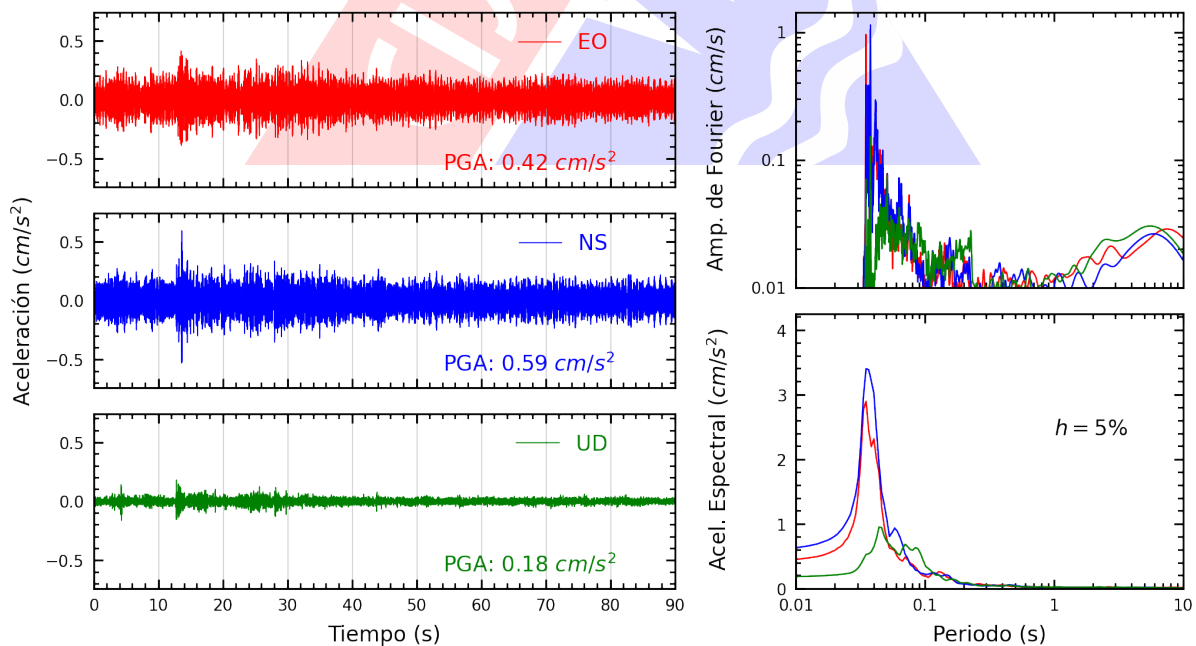 Aceleración (cm/s²)
0.5
0.0
−0.5
EO
PGA: 0.42 cm/s²
0.5
0.0
−0.5
NS
PGA: 0.59 cm/s²
0.5
0.0
−0.5
UD
PGA: 0.18 cm/s²
0 10 20 30 40 50 60 70 80 90
Tiempo (s)
Amp. de Fourier (cm/s)
1
0.1
0.01
Acel. Espectral (cm/s²)
4
3
2
1
0
h = 5%
0.01 0.1 1 10
Periodo (s)